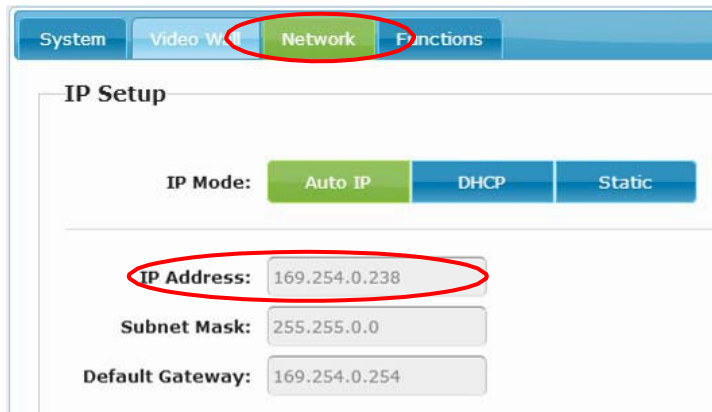 System Video Wall Network Functions
IP Setup
IP Mode: Auto IP DHCP Static
IP Address: 169.254.0.238
Subnet Mask: 255.255.0.0
Default Gateway: 169.254.0.254